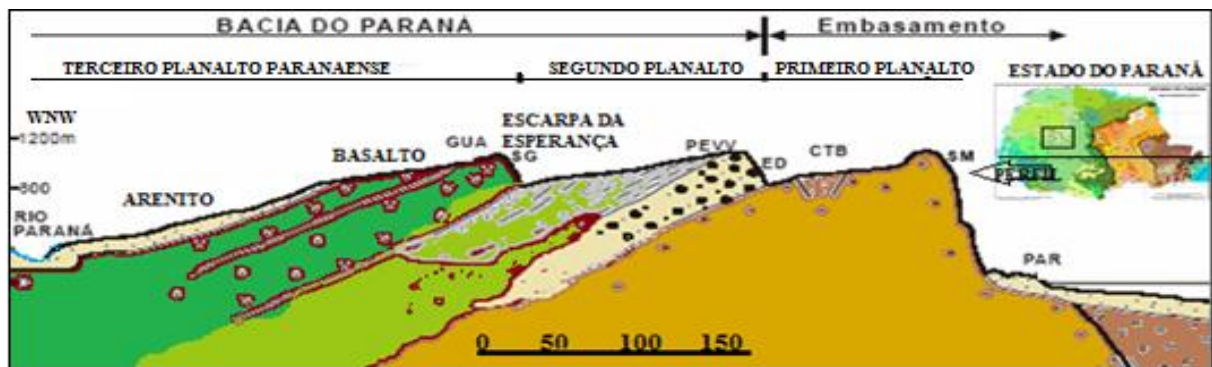 BACIA DO PARANÁ
Embasamento
TERCEIRO PLANALTO PARANAENSE
SEGUNDO PLANALTO
PRIMEIRO PLANALTO
ESTADO DO PARANÁ
WNW
1200m
ESCARPA DA
ESPERANÇA
GUA
SG
PEVV
ED
CTB
SM
PERFIL
BASALTO
800
ARENITO
RIO
PARANÁ
PAR
0 50 100 150